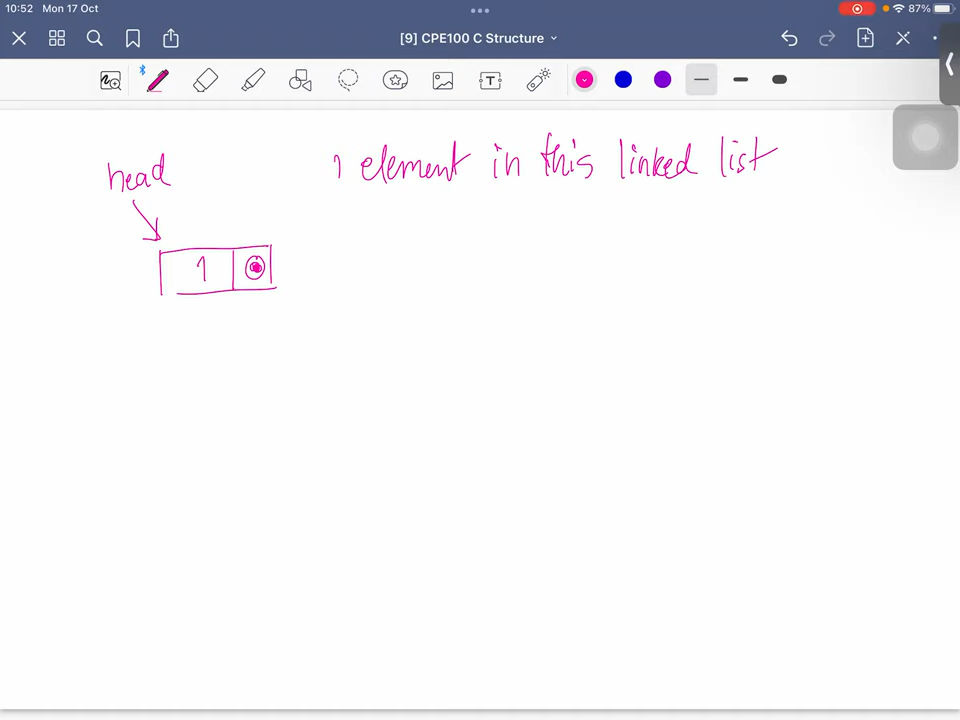 10:52 Mon 17 Oct
87%
[9] CPE100 C Structure
T
head
1 element in this linked list
1